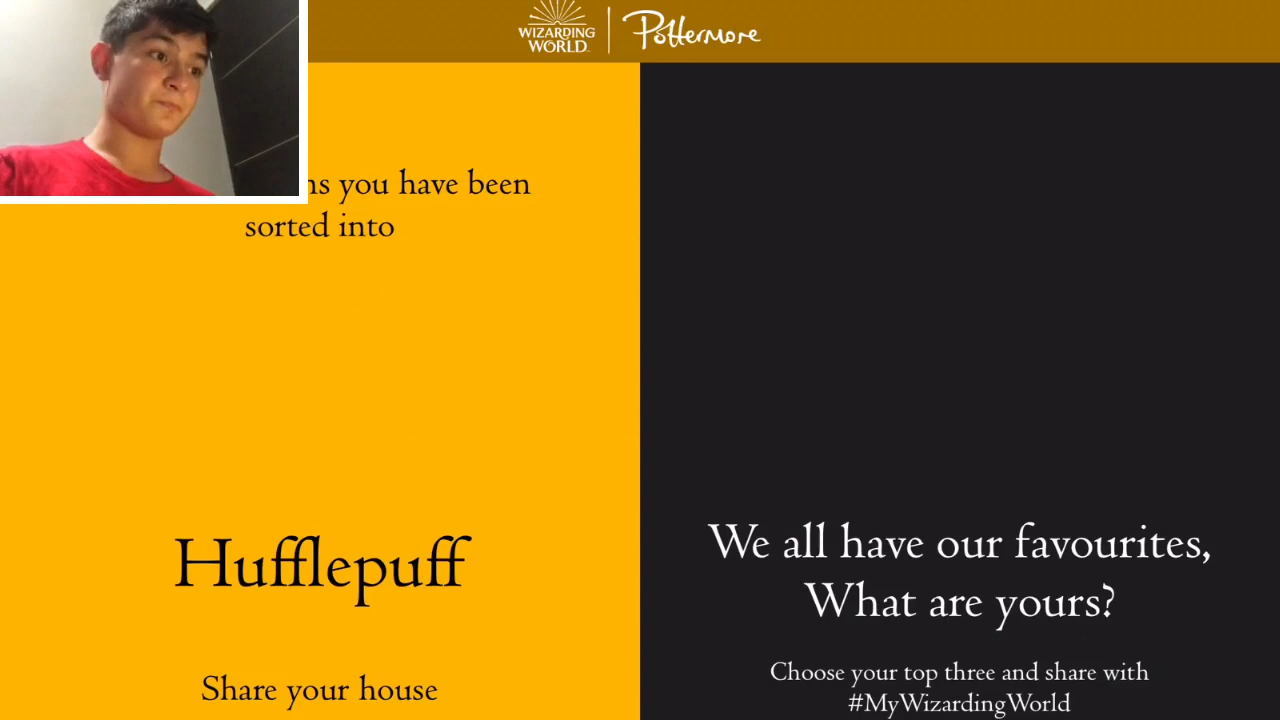 WIZARDING
WORLD
Pottermore
you have been
sorted into
Hufflepuff
Share your house
We all have our favourites,
What are yours?
Choose your top three and share with
#MyWizardingWorld